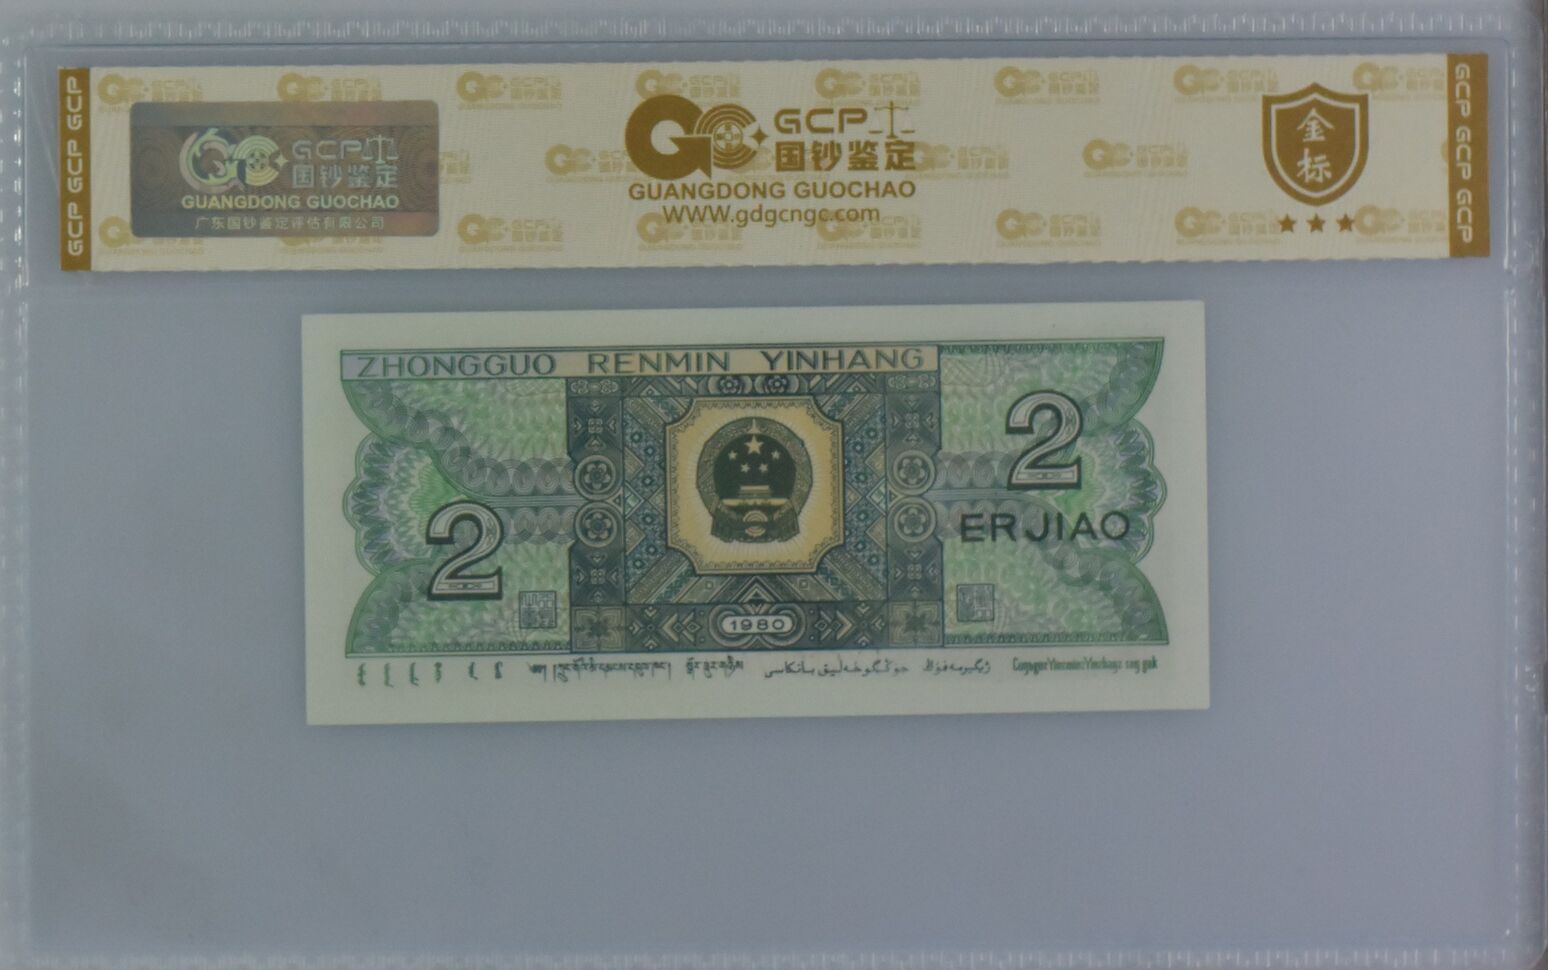 GCP GCP
GCP
国钞鉴定
GUANGDONG GUOCHAO
广东国钞鉴定评估有限公司
GCP
国钞鉴定
GUANGDONG GUOCHAO
WWW.gdgcngc.com
金标
GCP GCP
ZHONGGUO RENMIN YINHANG
2
ERJIAO
2
1980